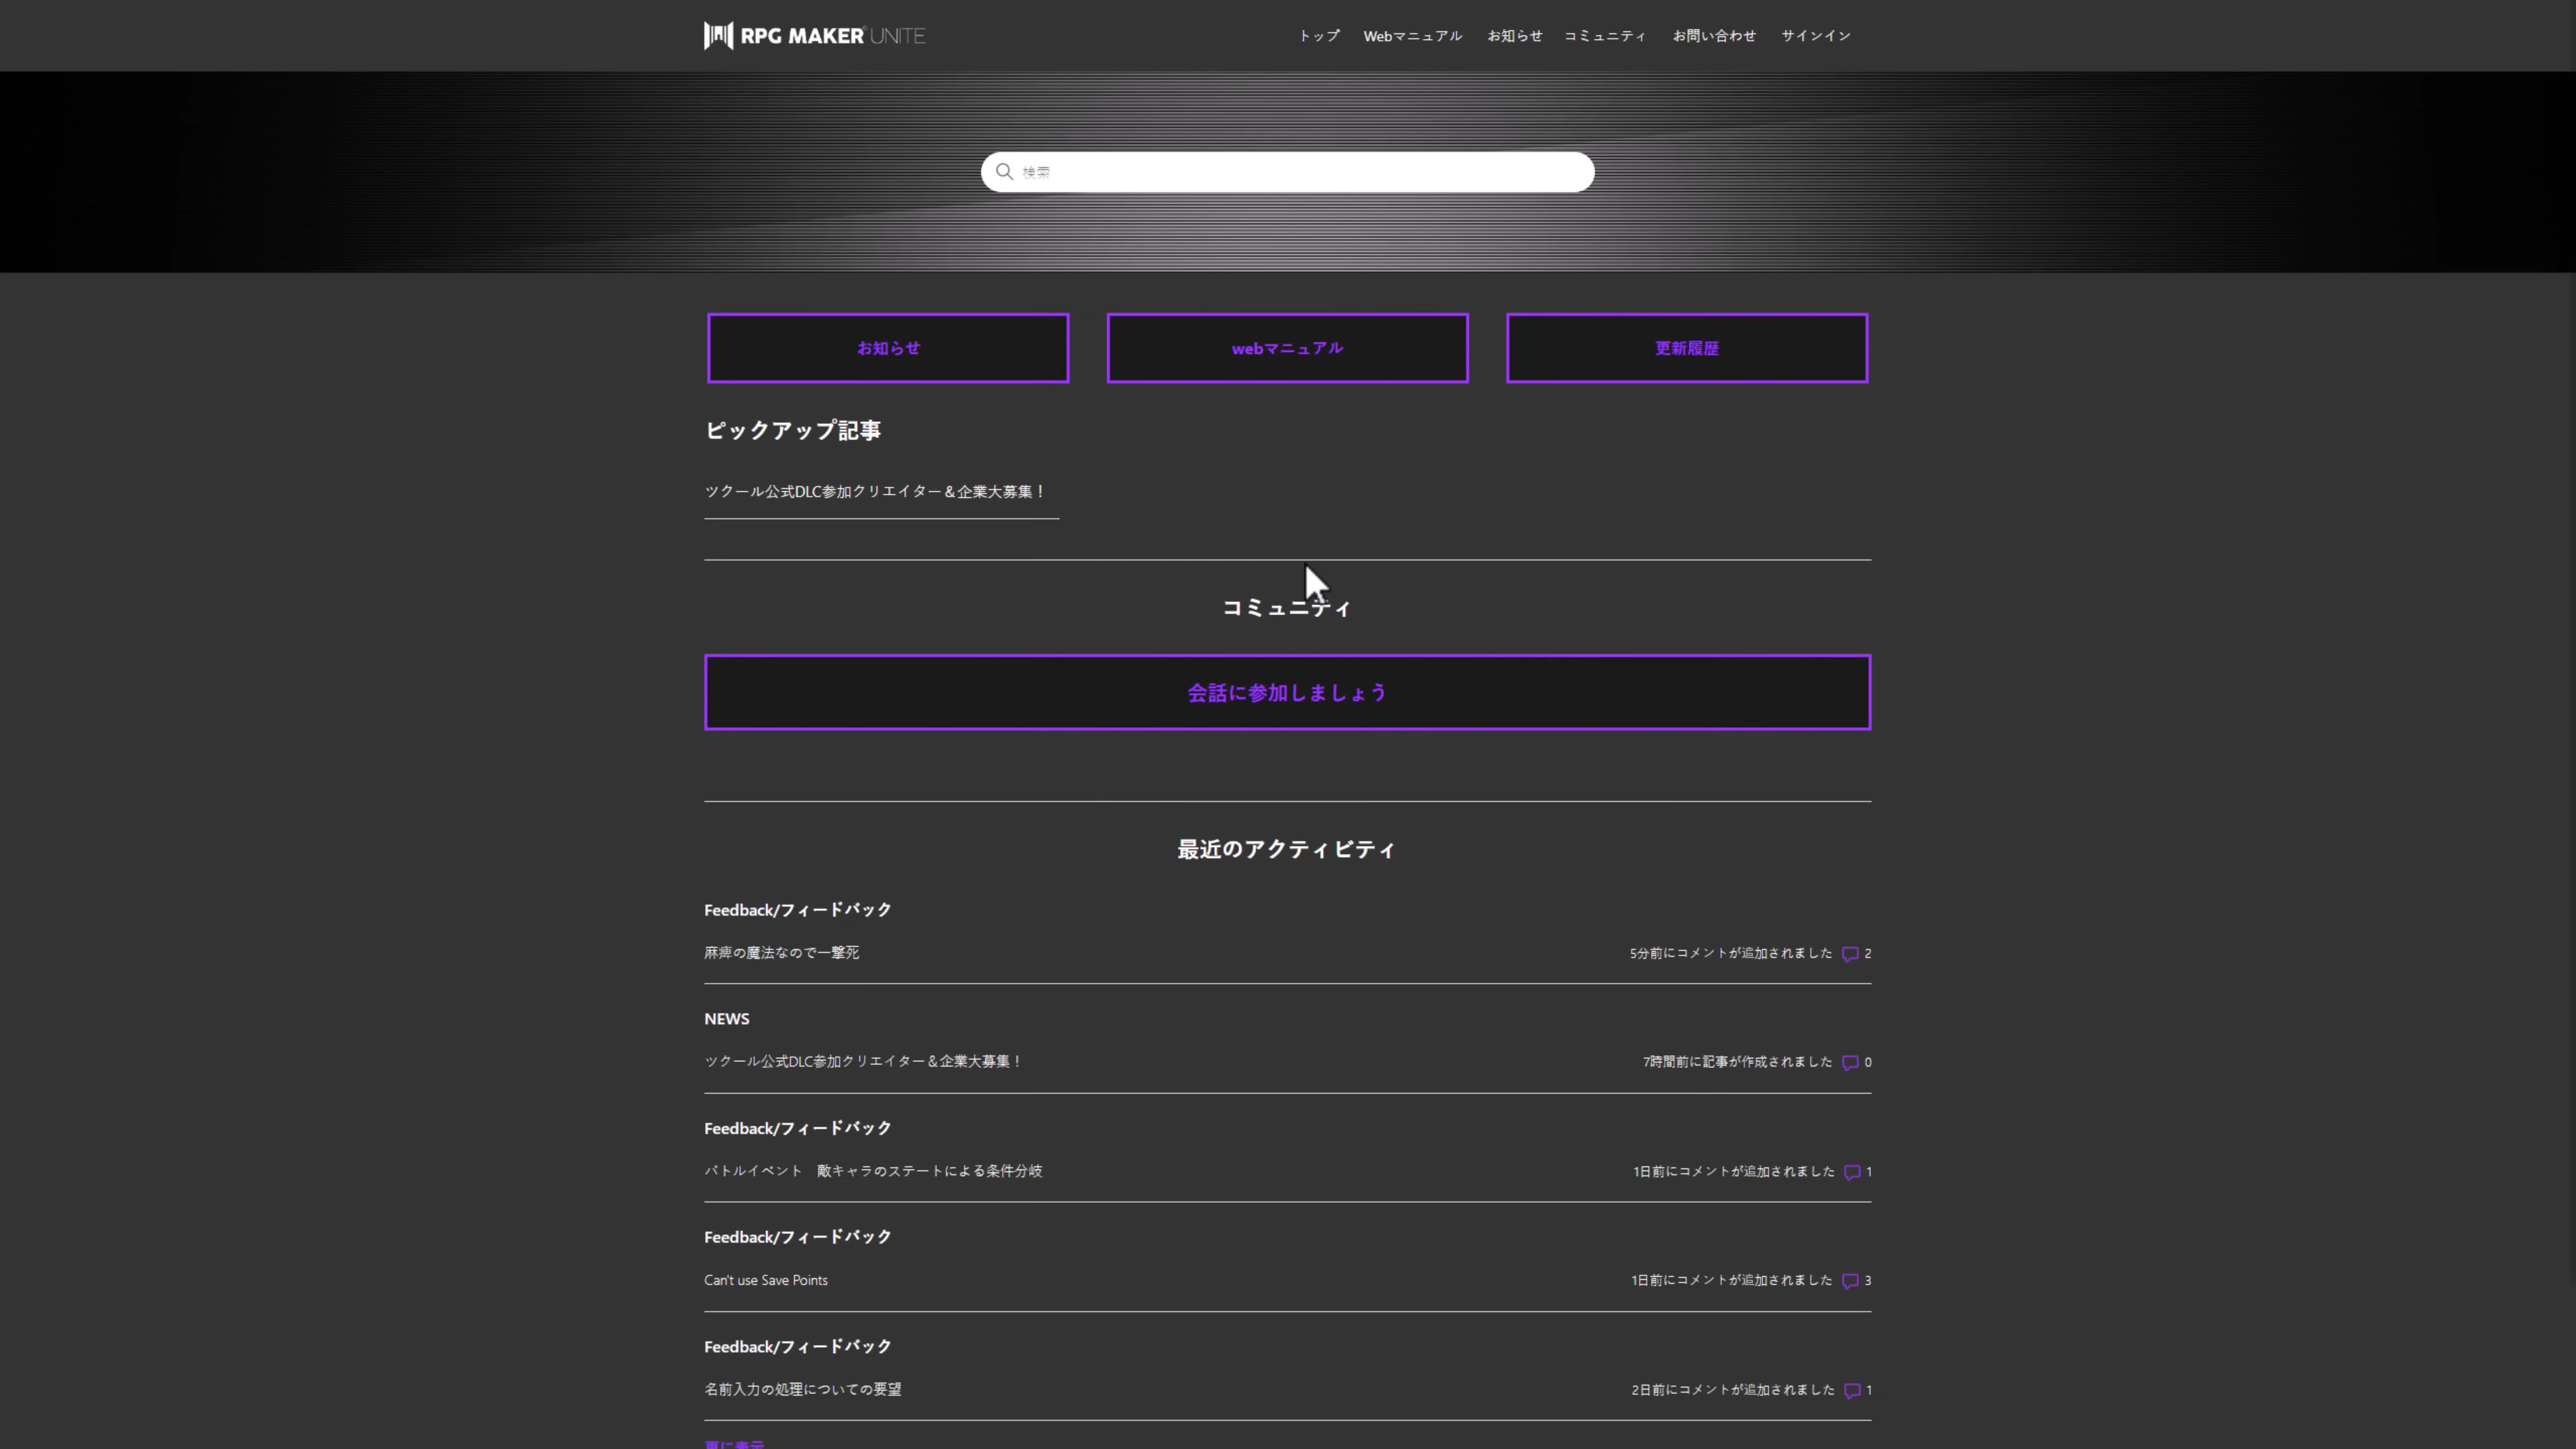 RPG MAKER UNITE
トップ Webマニュアル お知らせ コミュニティ お問い合わせ サインイン
検索
お知らせ webマニュアル 更新履歴
ピックアップ記事
ツクール公式DLC参加クリエイター＆企業大募集！
コミュニティ
会話に参加しましょう
最近のアクティビティ
Feedback/フィードバック
麻痺の魔法なので一撃死 5分前にコメントが追加されました 2
NEWS
ツクール公式DLC参加クリエイター＆企業大募集！ 7時間前に記事が作成されました 0
Feedback/フィードバック
バトルイベント　敵キャラのステートによる条件分岐 1日前にコメントが追加されました 1
Feedback/フィードバック
Can't use Save Points 1日前にコメントが追加されました 3
Feedback/フィードバック
名前入力の処理についての要望 2日前にコメントが追加されました 1
更に表示